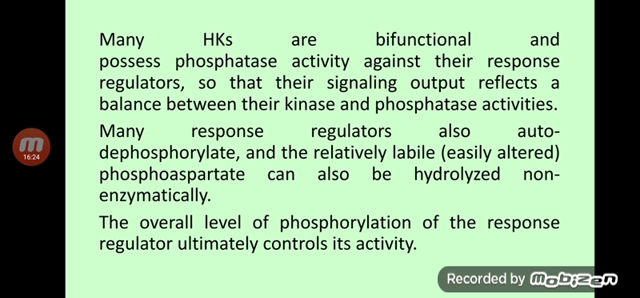 Many HKs are bifunctional and
possess phosphatase activity against their response
regulators, so that their signaling output reflects a
balance between their kinase and phosphatase activities.
Many response regulators also auto-
dephosphorylate, and the relatively labile (easily altered)
phosphoaspartate can also be hydrolyzed non-
enzymatically.
The overall level of phosphorylation of the response
regulator ultimately controls its activity.
m
16:24
Recorded by mobizen